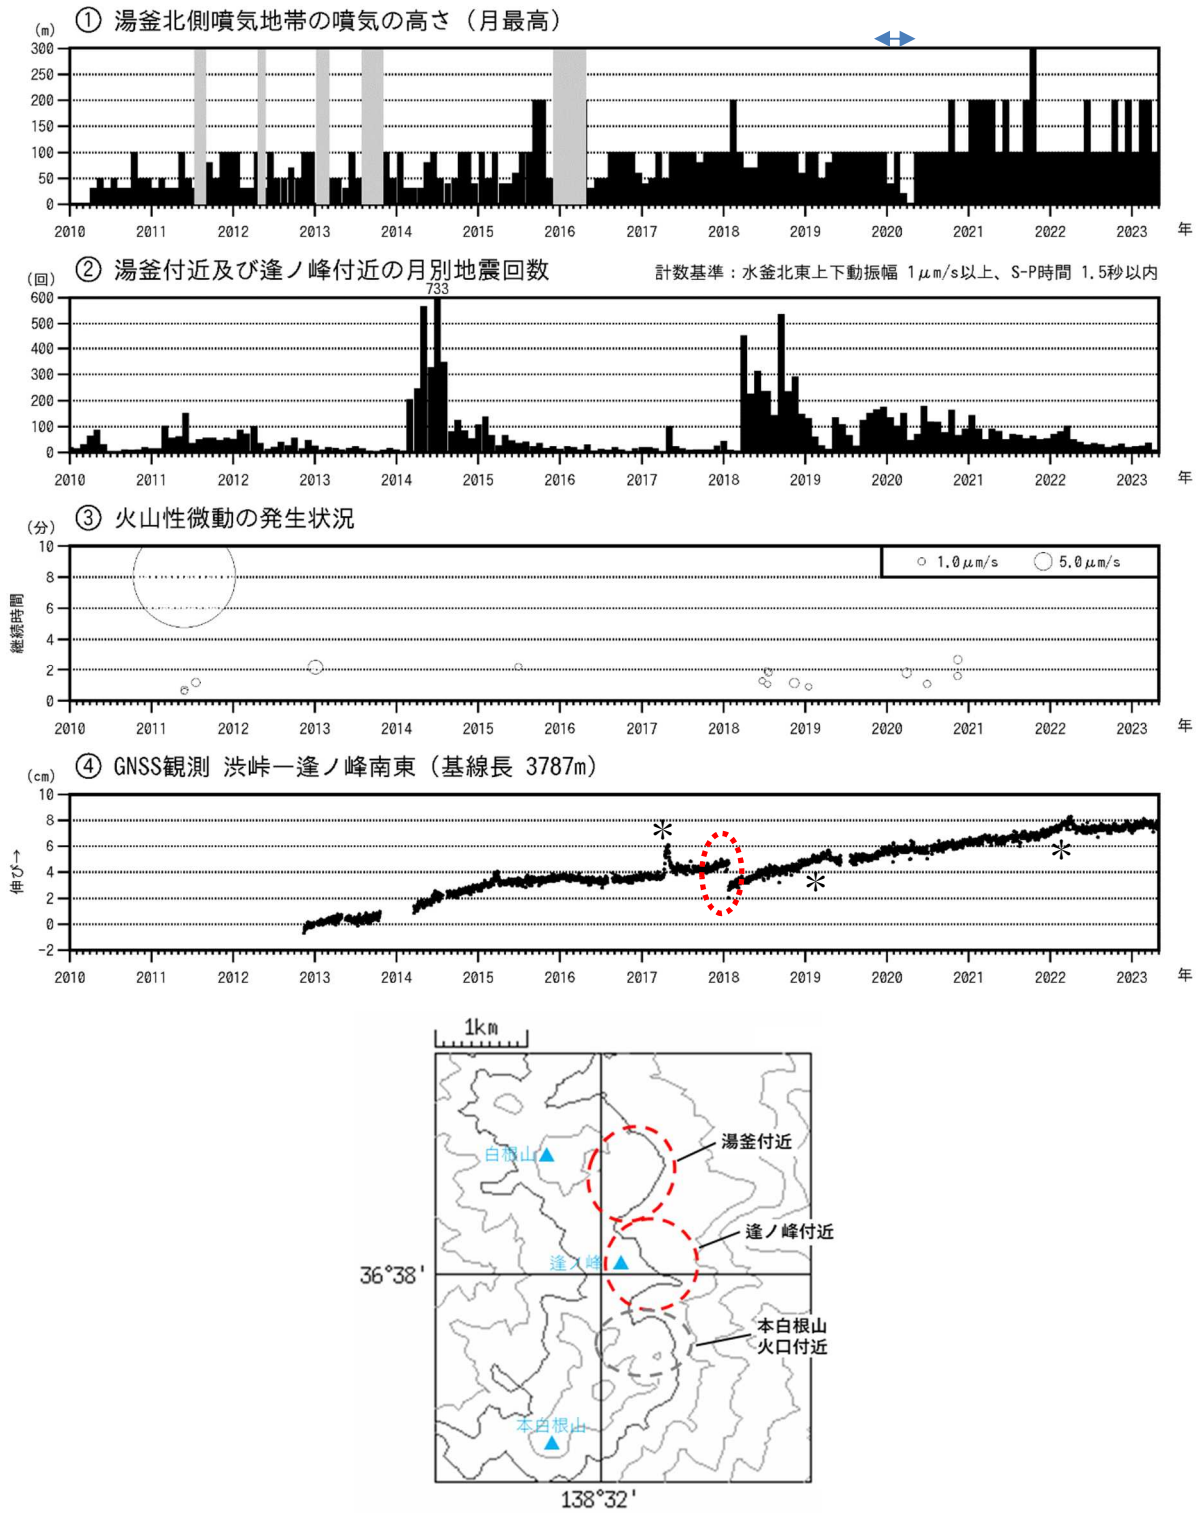 ① 湯釜北側噴気地帯の噴気の高さ（月最高）
(m)
300
250
200
150
100
50
0
2010 2011 2012 2013 2014 2015 2016 2017 2018 2019 2020 2021 2022 2023 年
② 湯釜付近及び逢ノ峰付近の月別地震回数
計数基準：水釜北東上下動振幅 1μm/s以上、S-P時間 1.5秒以内
(回)
733
600
500
400
300
200
100
0
2010 2011 2012 2013 2014 2015 2016 2017 2018 2019 2020 2021 2022 2023 年
③ 火山性微動の発生状況
(分)
継続時間
10
8
6
4
2
0
1.0μm/s 5.0μm/s
2010 2011 2012 2013 2014 2015 2016 2017 2018 2019 2020 2021 2022 2023 年
④ GNSS観測 渋峠―逢ノ峰南東（基線長 3787m）
(cm)
伸び→
10
8
6
4
2
0
-2
*
*
*
2010 2011 2012 2013 2014 2015 2016 2017 2018 2019 2020 2021 2022 2023 年
1km
湯釜付近
白根山
逢ノ峰付近
逢ノ峰
36°38'
本白根山
火口付近
本白根山
138°32'